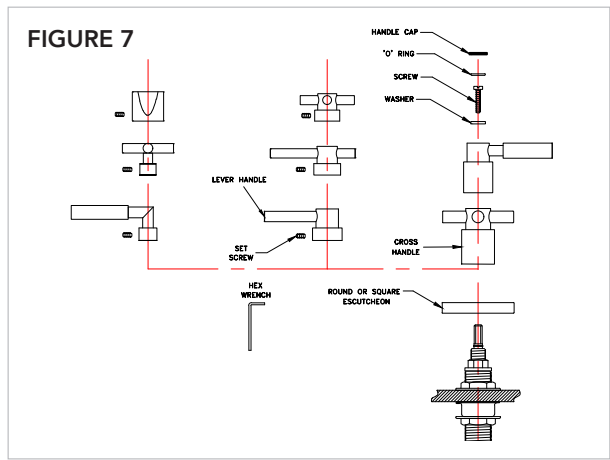 FIGURE 7
HANDLE CAP
"O" RING
SCREW
WASHER
LEVER HANDLE
SET
SCREW
CROSS
HANDLE
HEX
WRENCH
ROUND OR SQUARE
ESCUTCHEON